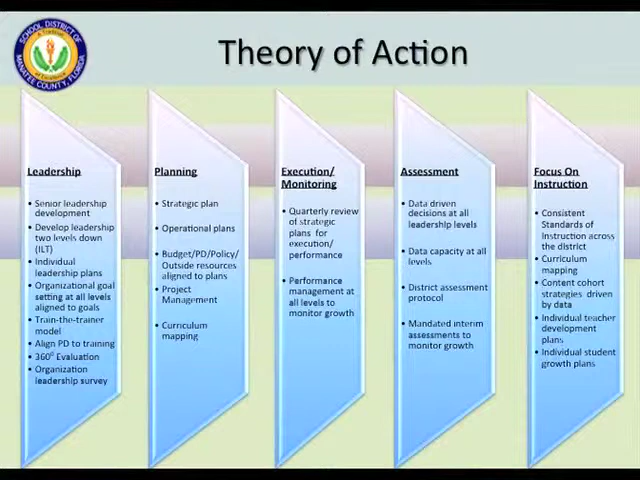 SCHOOL DISTRICT OF
MANATEE COUNTY, FLORIDA
Theory of Action
Leadership
• Senior leadership
development
• Develop leadership
two levels down
(ILT)
• Individual
leadership plans
• Organizational goal
setting at all levels
aligned to goals
• Train-the-trainer
model
• Align PD to training
• 360⁰ Evaluation
• Organization
leadership survey
Planning
• Strategic plan
• Operational plans
• Budget/PD/Policy/
Outside resources
aligned to plans
• Project
Management
• Curriculum
mapping
Execution/
Monitoring
• Quarterly review
of strategic
plans for
execution/
performance
• Performance
management at
all levels to
monitor growth
Assessment
• Data driven
decisions at all
leadership levels
• Data capacity at all
levels
• District assessment
protocol
• Mandated interim
assessments to
monitor growth
Focus On
Instruction
• Consistent
Standards of
Instruction across
the district
• Curriculum
mapping
• Content cohort
strategies driven
by data
• Individual teacher
development
plans
• Individual student
growth plans